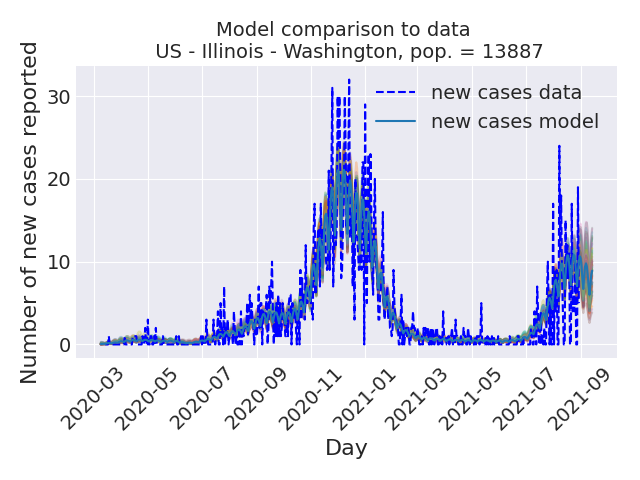 Model comparison to data
US - Illinois - Washington, pop. = 13887
Number of new cases reported
30
20
10
0
new cases data
new cases model
2020-03
2020-05
2020-07
2020-09
2020-11
2021-01
2021-03
2021-05
2021-07
2021-09
Day